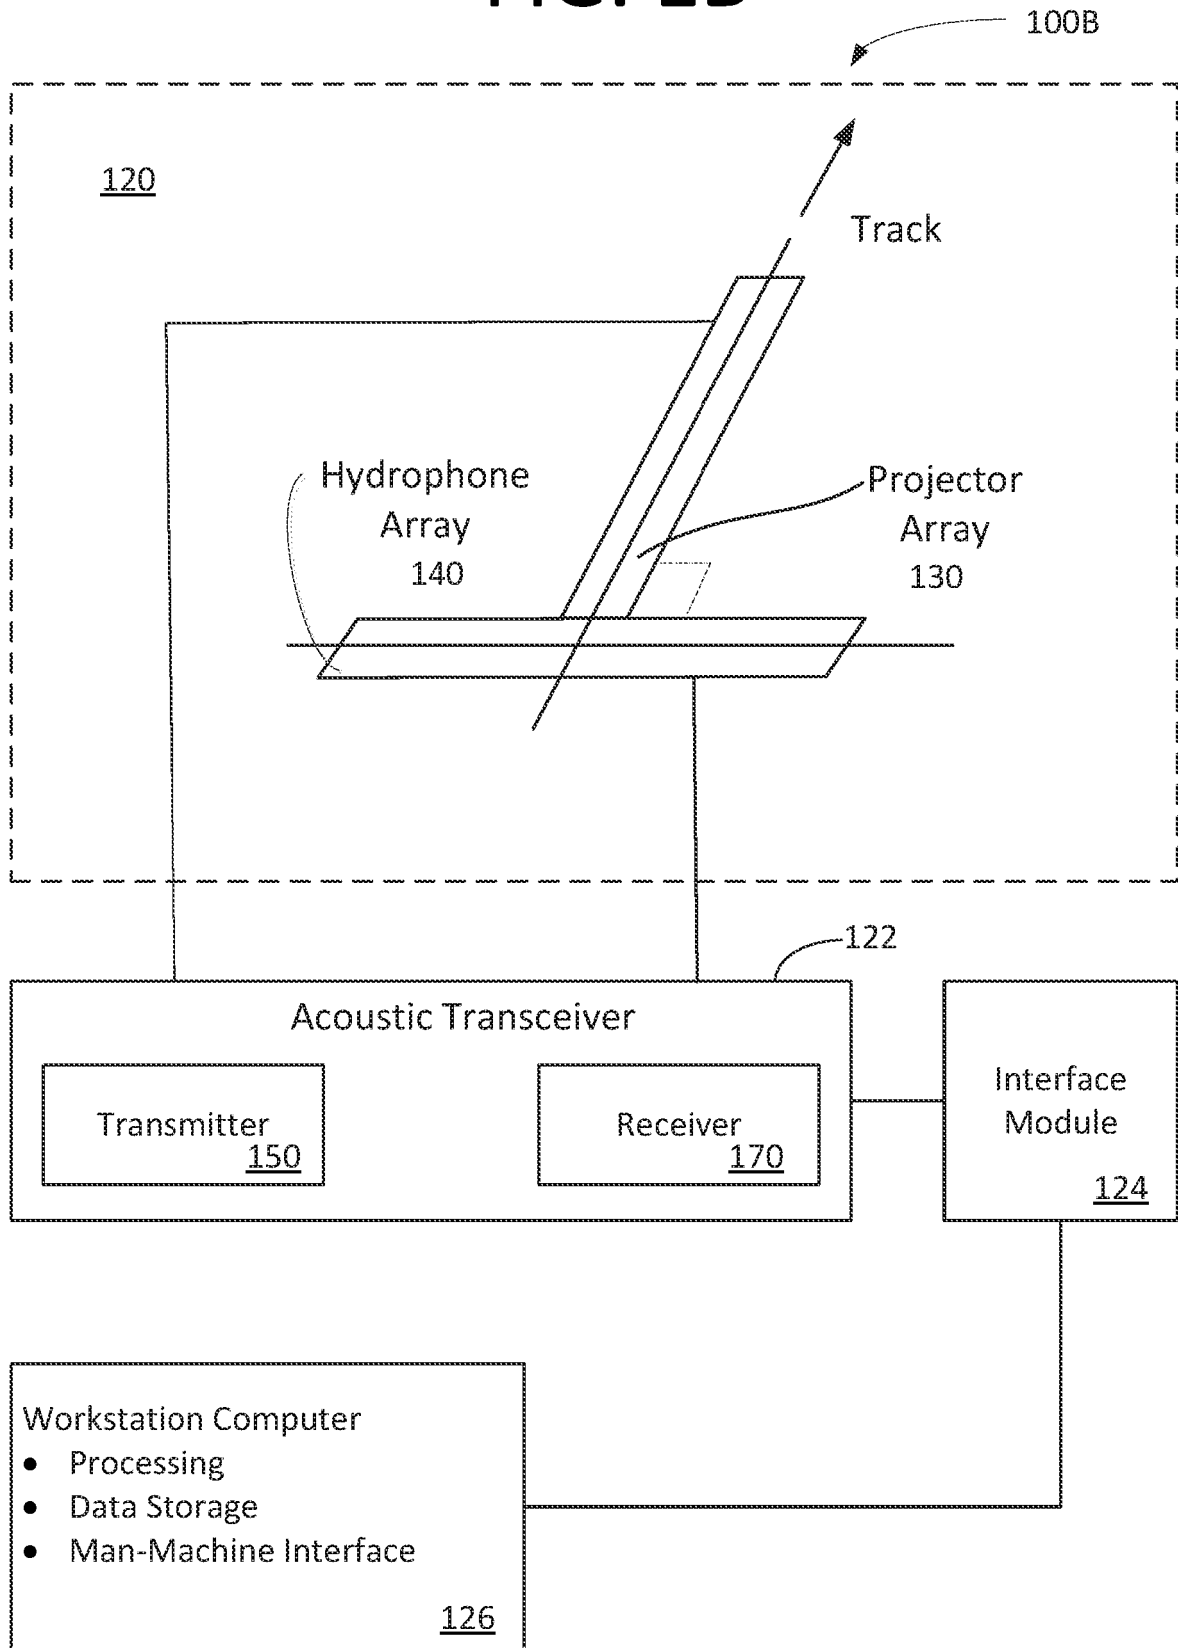 100B
120
Track
Hydrophone
Array
140
Projector
Array
130
122
Acoustic Transceiver
Transmitter
150
Receiver
170
Interface
Module
124
Workstation Computer
• Processing
• Data Storage
• Man-Machine Interface
126